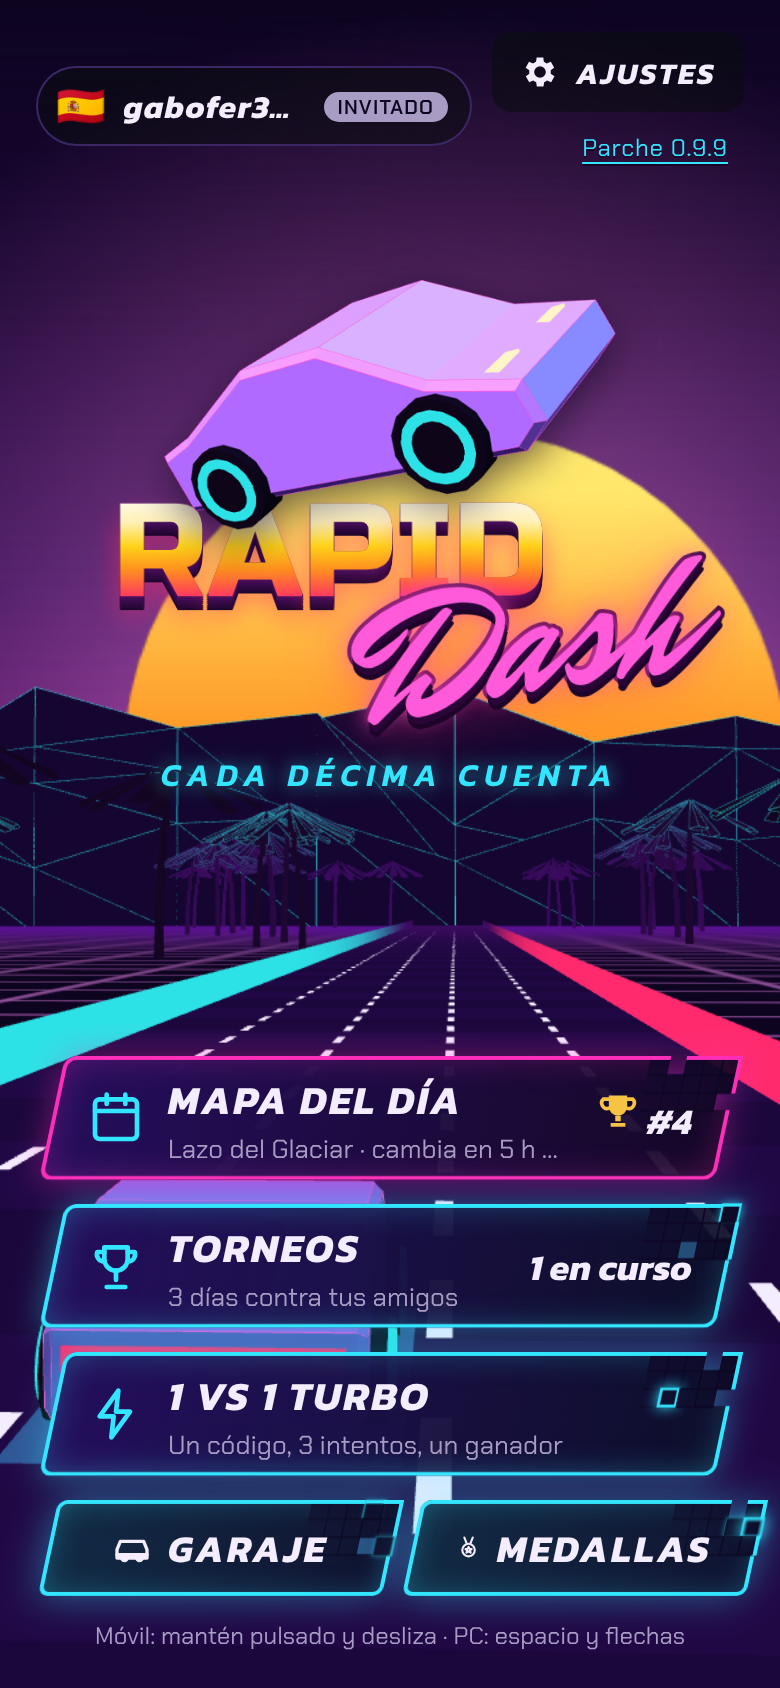 gabofer3...
INVITADO
AJUSTES
Parche 0.9.9
RAPID
Dash
CADA DÉCIMA CUENTA
MAPA DEL DÍA
Lazo del Glaciar · cambia en 5 h ...
#4
TORNEOS
3 días contra tus amigos
1 en curso
1 VS 1 TURBO
Un código, 3 intentos, un ganador
GARAJE
MEDALLAS
Móvil: mantén pulsado y desliza · PC: espacio y flechas